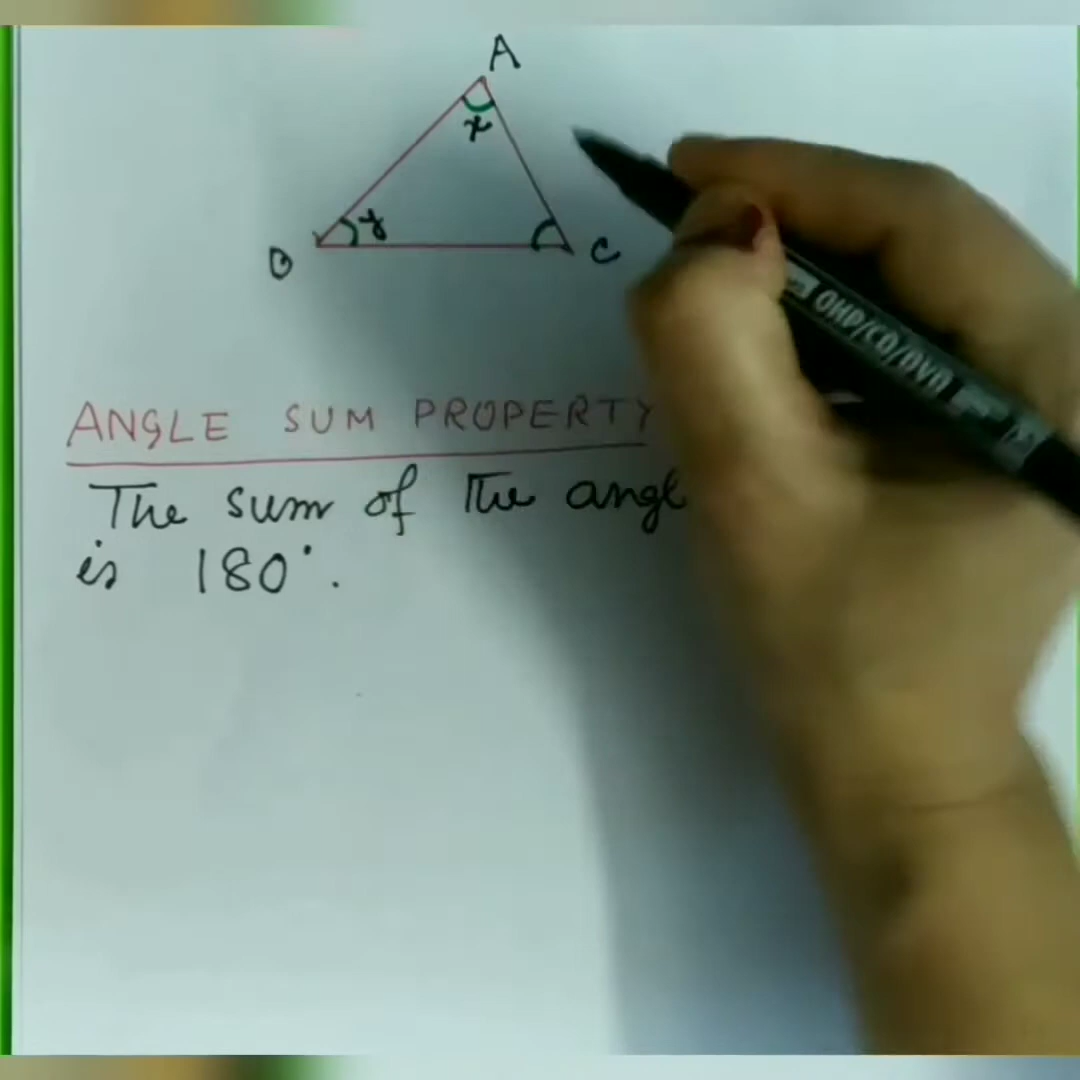 A
x
y
B
C
OHP/CD/DVD
ANGLE SUM PROPERTY
The sum of the angl
is 180°.